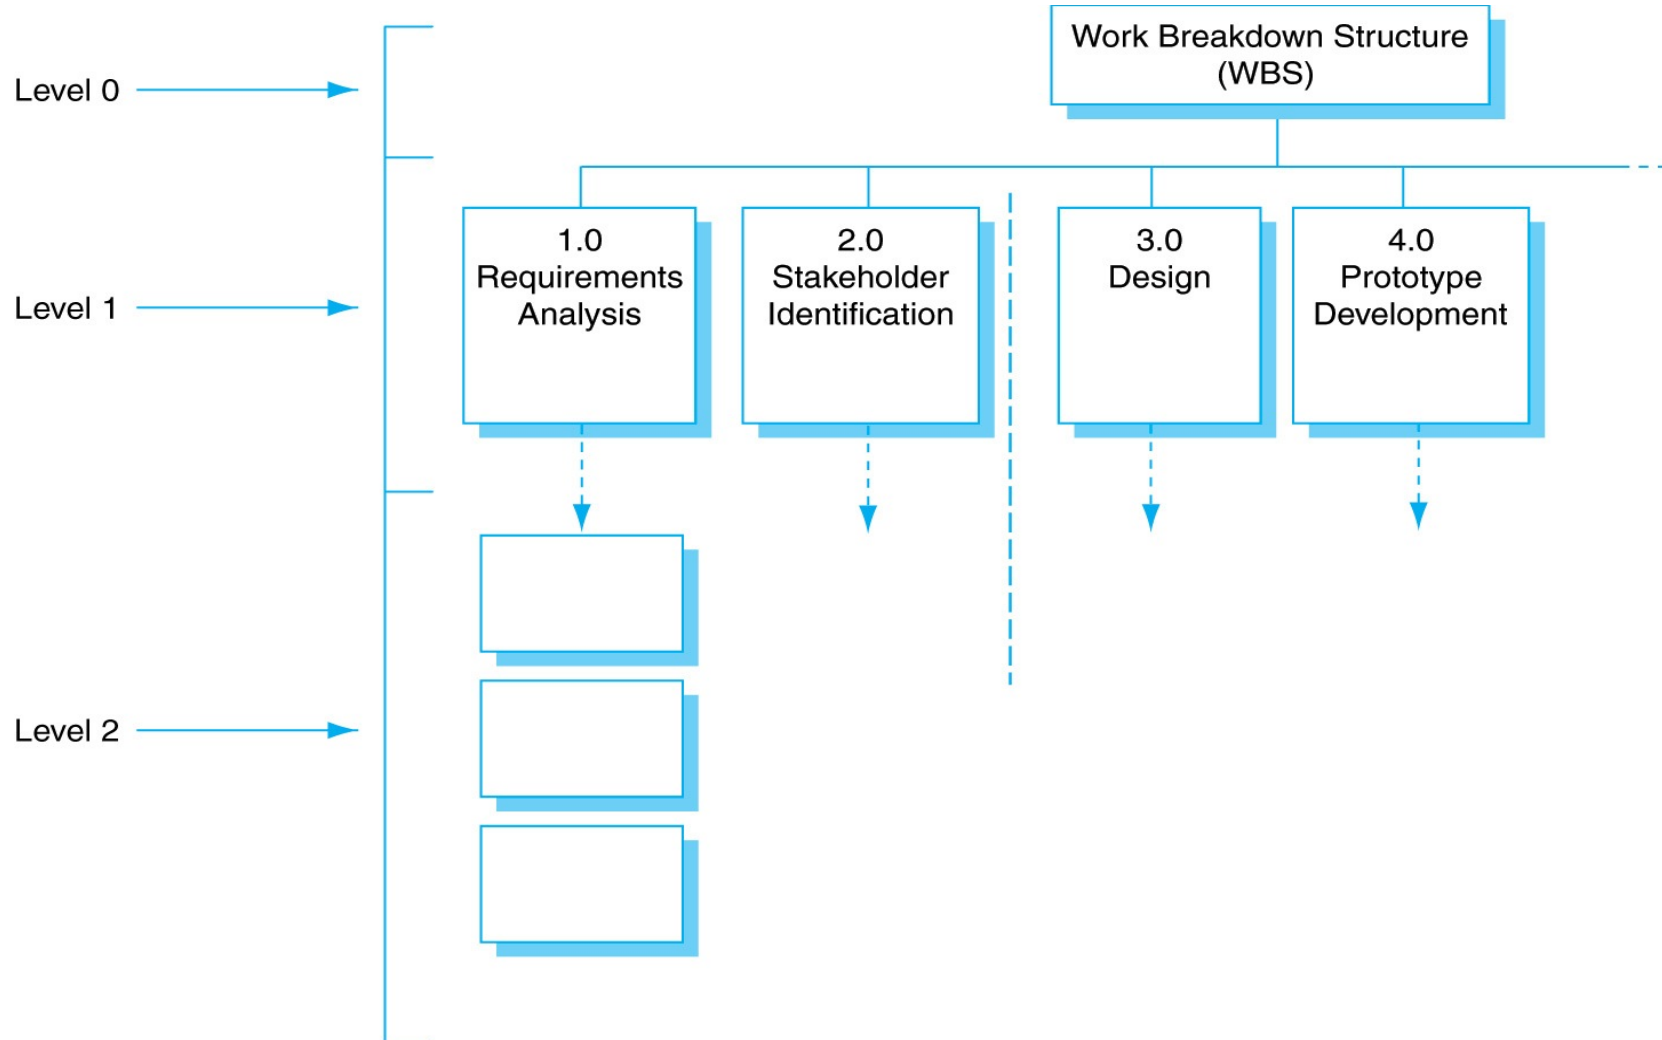 Work Breakdown Structure
(WBS)
Level 0
1.0
Requirements
Analysis
2.0
Stakeholder
Identification
3.0
Design
4.0
Prototype
Development
Level 1
Level 2